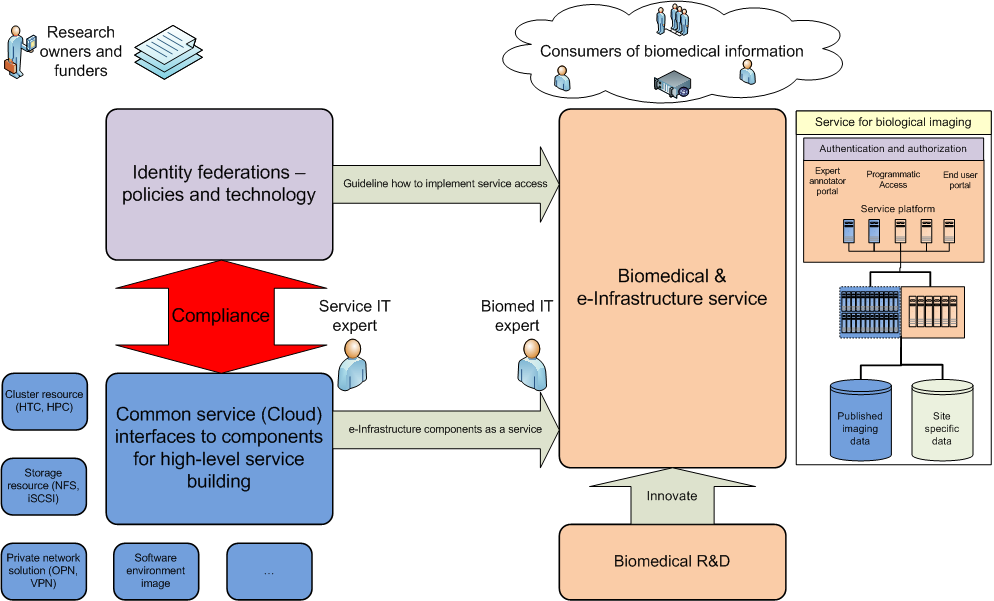 Research
owners and
funders
Consumers of biomedical information
Identity federations –
policies and technology
Guideline how to implement service access
Compliance
Service IT
expert
Biomed IT
expert
Biomedical &
e-Infrastructure service
Common service (Cloud)
interfaces to components
for high-level service
building
e-Infrastructure components as a service
Cluster resource
(HTC, HPC)
Storage
resource (NFS,
iSCSI)
Private network
solution (OPN,
VPN)
Software
environment
image
...
Innovate
Biomedical R&D
Service for biological imaging
Authentication and authorization
Expert
annotator
portal
Programmatic
Access
End user
portal
Service platform
Published
imaging
data
Site
specific
data